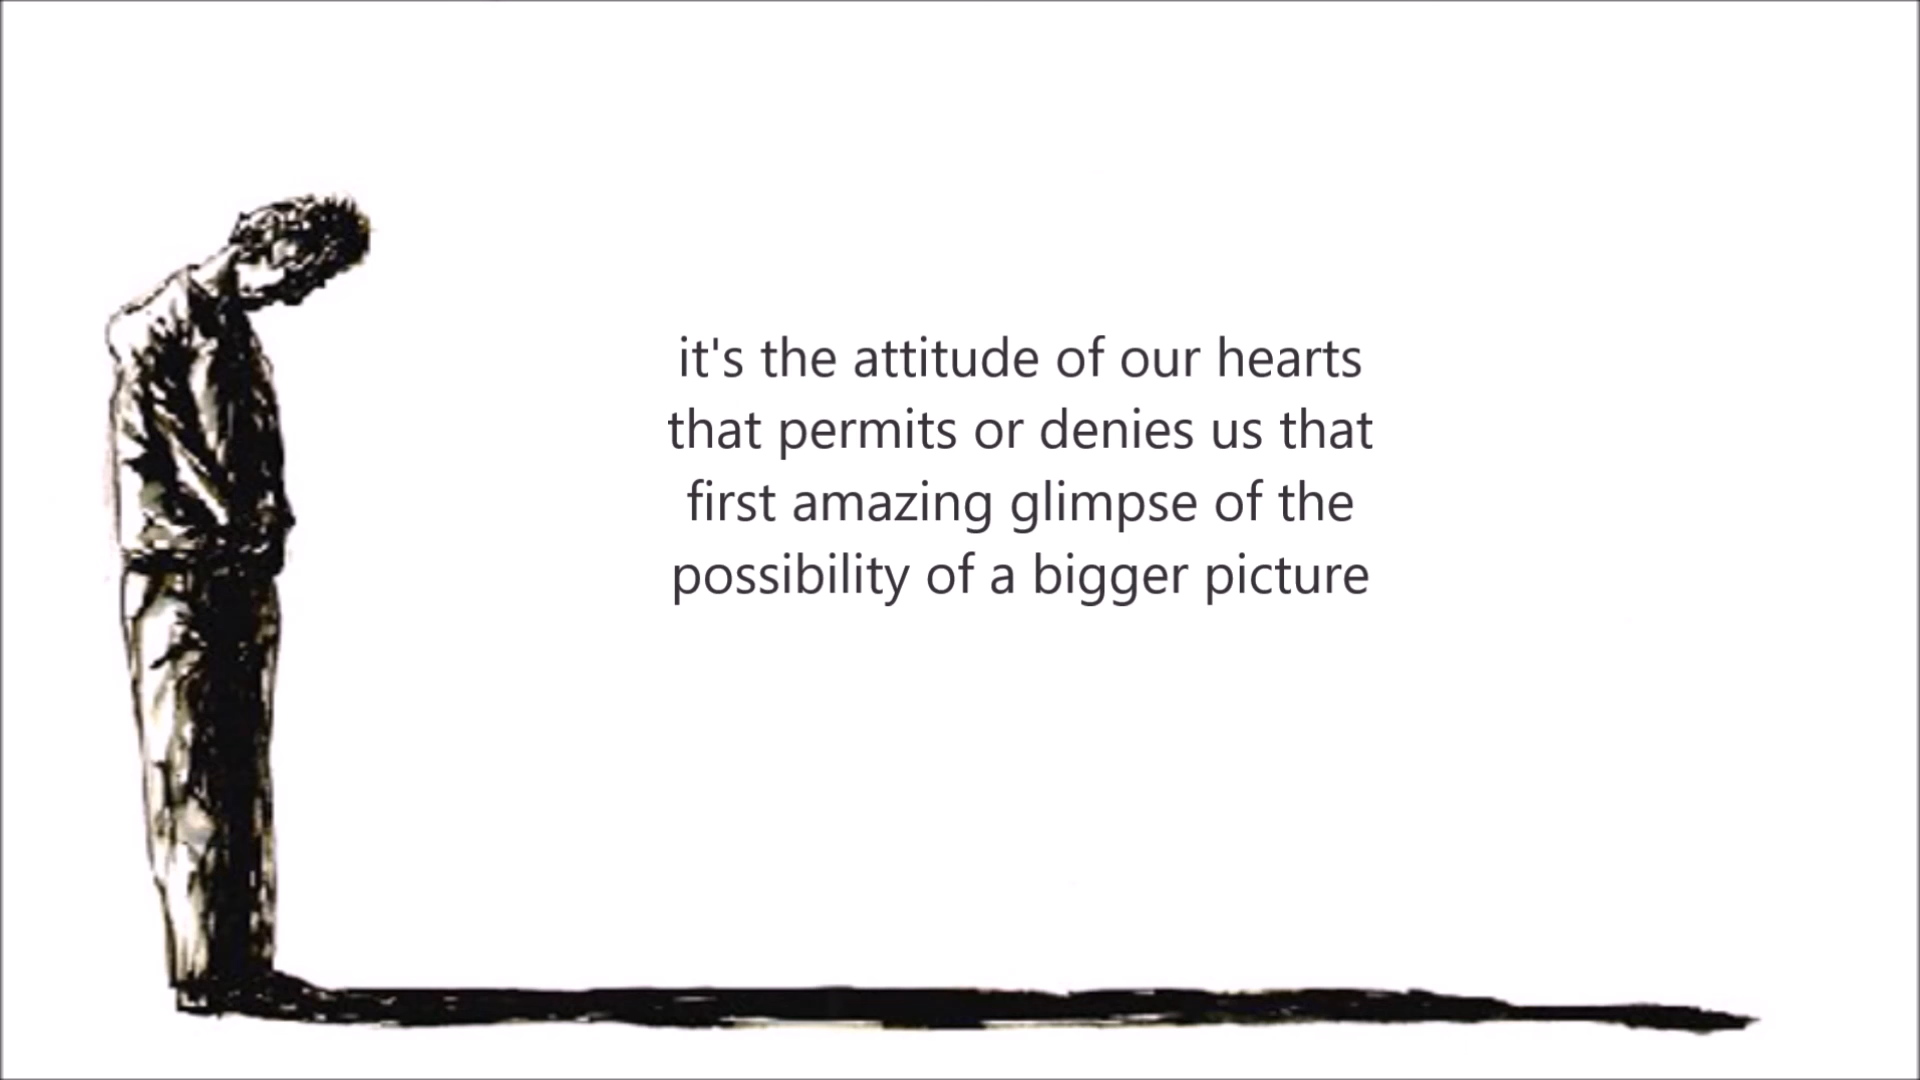 it's the attitude of our hearts
that permits or denies us that
first amazing glimpse of the
possibility of a bigger picture